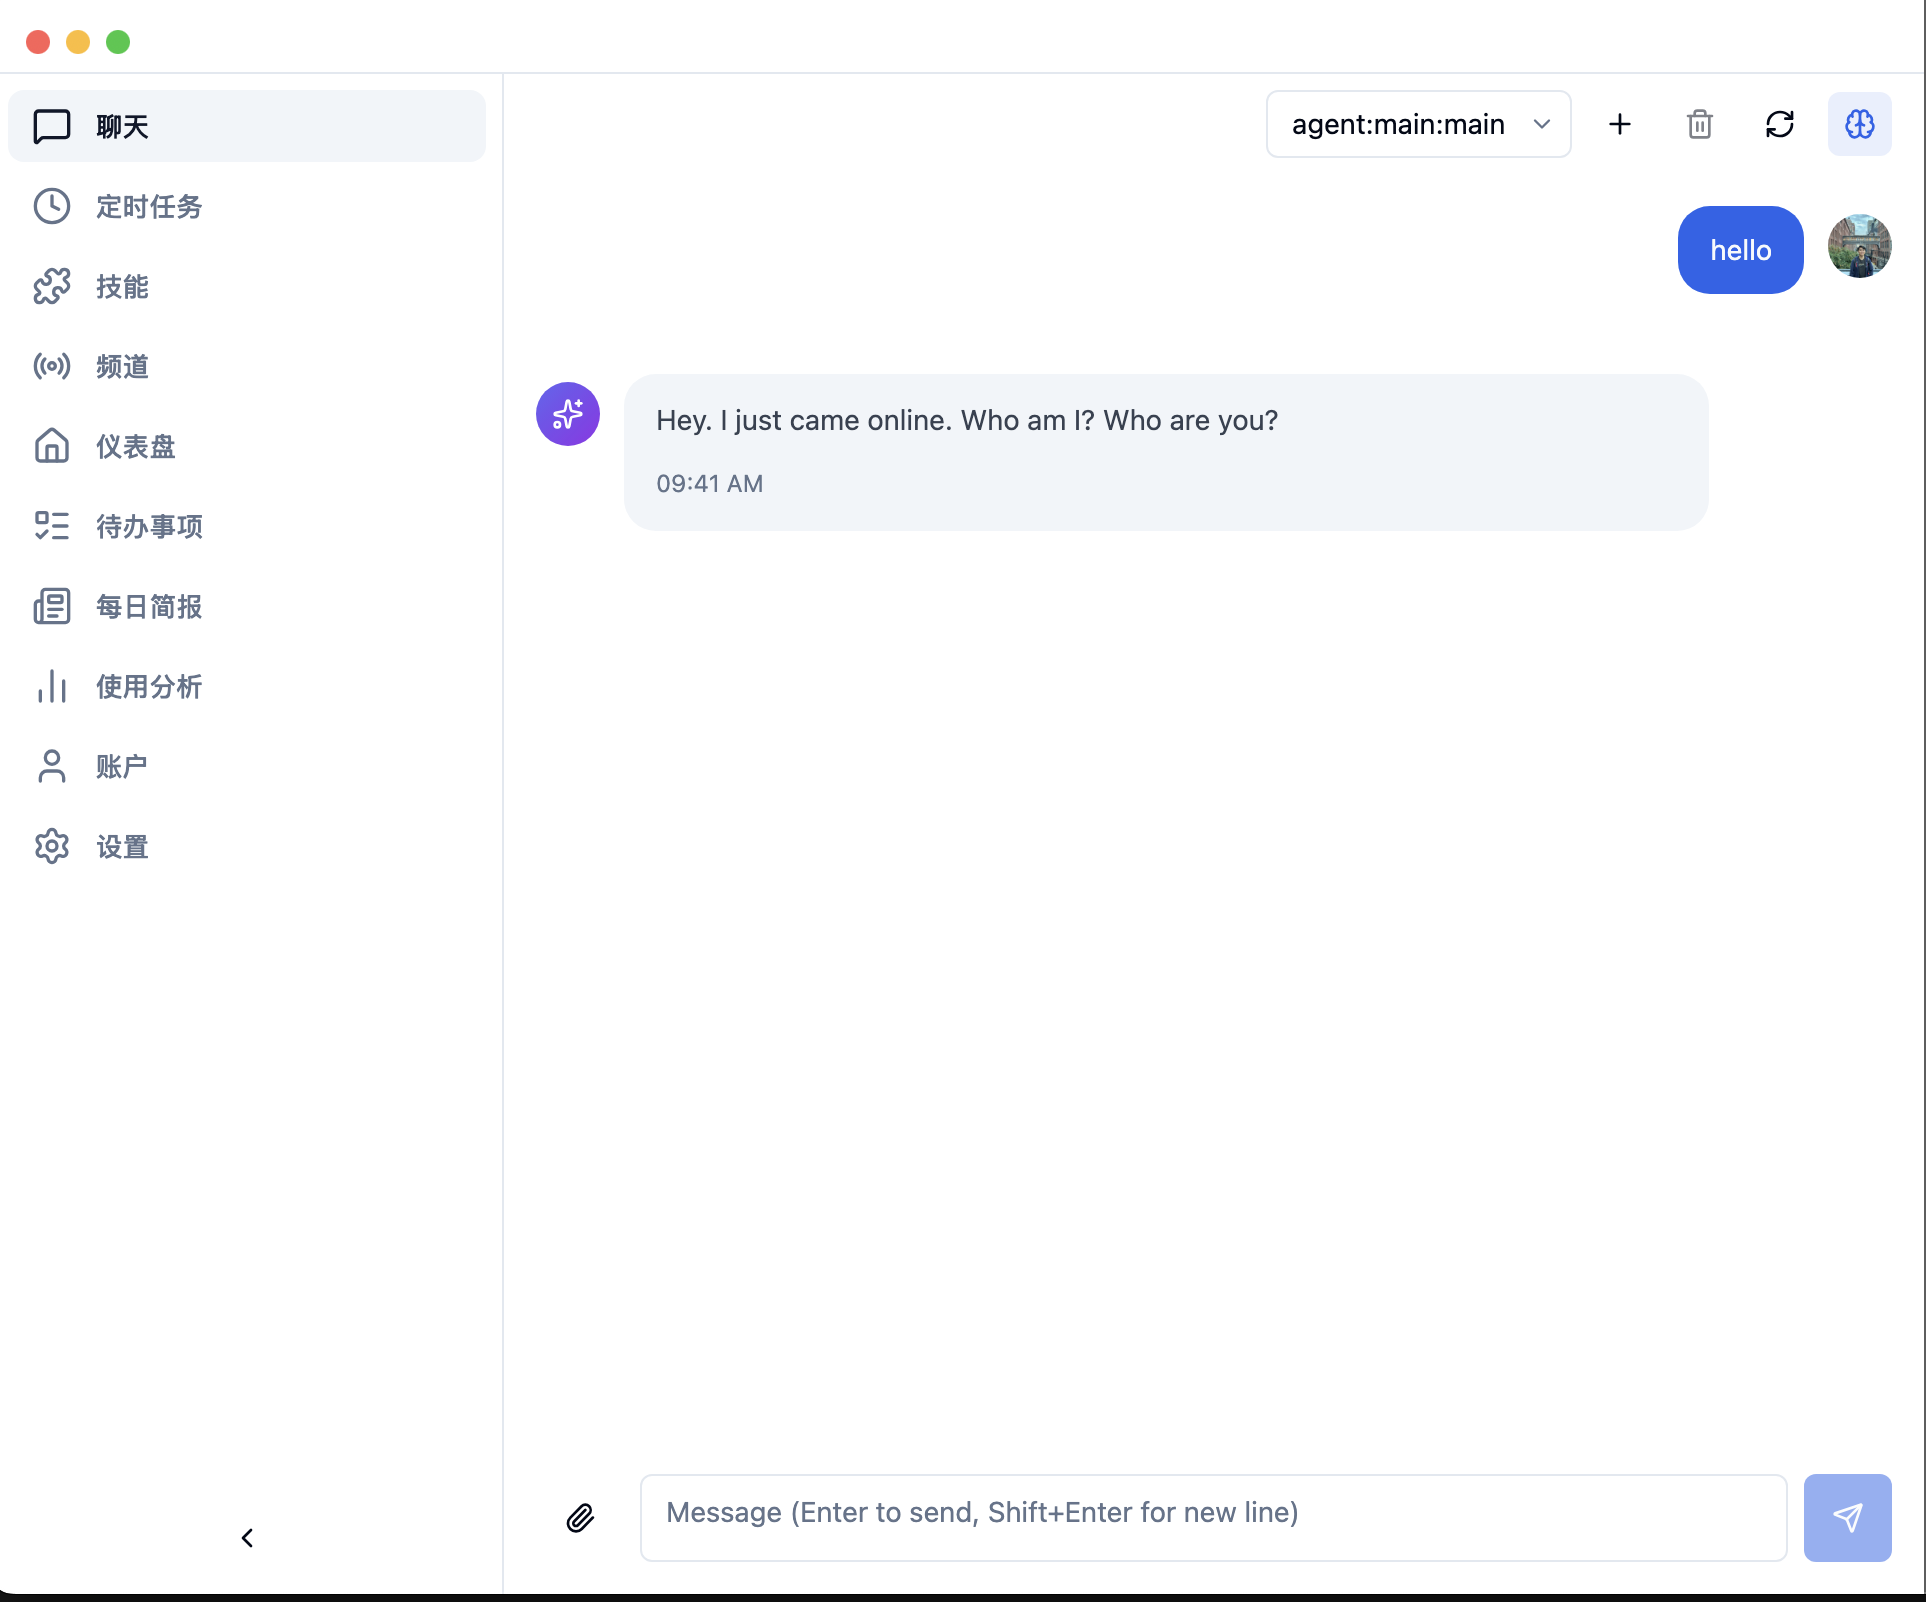 聊天
定时任务
技能
频道
仪表盘
待办事项
每日简报
使用分析
账户
设置
agent:main:main
hello
Hey. I just came online. Who am I? Who are you?
09:41 AM
Message (Enter to send, Shift+Enter for new line)